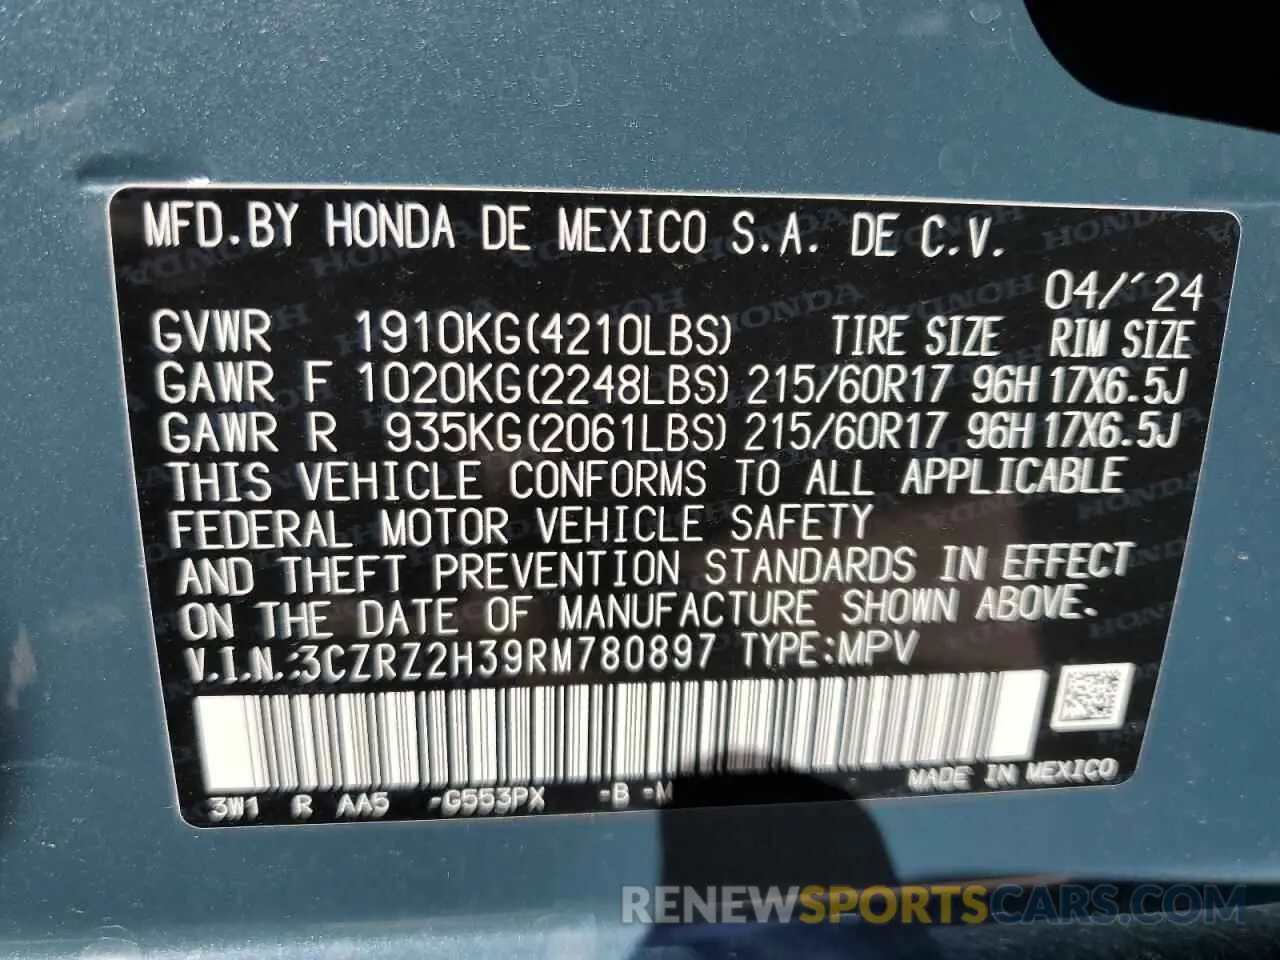 MFD.BY HONDA DE MEXICO S.A. DE C.V.
04/'24
GVWR 1910KG(4210LBS) TIRE SIZE RIM SIZE
GAWR F 1020KG(2248LBS) 215/60R17 96H 17X6.5J
GAWR R 935KG(2061LBS) 215/60R17 96H 17X6.5J
THIS VEHICLE CONFORMS TO ALL APPLICABLE
FEDERAL MOTOR VEHICLE SAFETY
AND THEFT PREVENTION STANDARDS IN EFFECT
ON THE DATE OF MANUFACTURE SHOWN ABOVE.
V.I.N.:3CZRZ2H39RM780897 TYPE:MPV
MADE IN MEXICO
3W1 R AA5 -G553PX -B -M
RENEWSPORTSCARS.COM/24